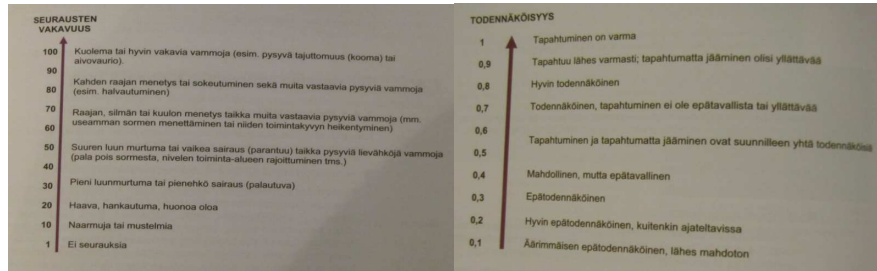 SEURAUSTEN
VAKAVUUS
100 Kuolema tai hyvin vakavia vammoja (esim. pysyvä tajuttomuus (kooma) tai
aivovaurio).
90
80 Kahden raajan menetys tai sokeutuminen sekä muita vastaavia pysyviä vammoja
(esim. halvautuminen)
70 Raajan, silmän tai kuulon menetys taikka muita vastaavia pysyviä vammoja (mm.
60 useamman sormen menettäminen tai niiden toimintakyvyn heikentyminen)
50 Suuren luun murtuma tai vaikea sairaus (parantuu) taikka pysyviä lievähköjä vammoja
(pala pois sormesta, nivelen toiminta-alueen rajoittuminen tms.)
40
30 Pieni luunmurtuma tai pienehkö sairaus (palautuva)
20 Haava, hankautuma, huonoa oloa
10 Naarmuja tai mustelmia
1 Ei seurauksia
TODENNÄKÖISYYS
1 Tapahtuminen on varma
0,9 Tapahtuu lähes varmasti; tapahtumatta jääminen olisi yllättävää
0,8 Hyvin todennäköinen
0,7 Todennäköinen, tapahtuminen ei ole epätavallista tai yllättävää
0,6
Tapahtuminen ja tapahtumatta jääminen ovat suunnilleen yhtä todennäköisiä
0,5
0,4 Mahdollinen, mutta epätavallinen
0,3 Epätodennäköinen
0,2 Hyvin epätodennäköinen, kuitenkin ajateltavissa
0,1 Äärimmäisen epätodennäköinen, lähes mahdoton